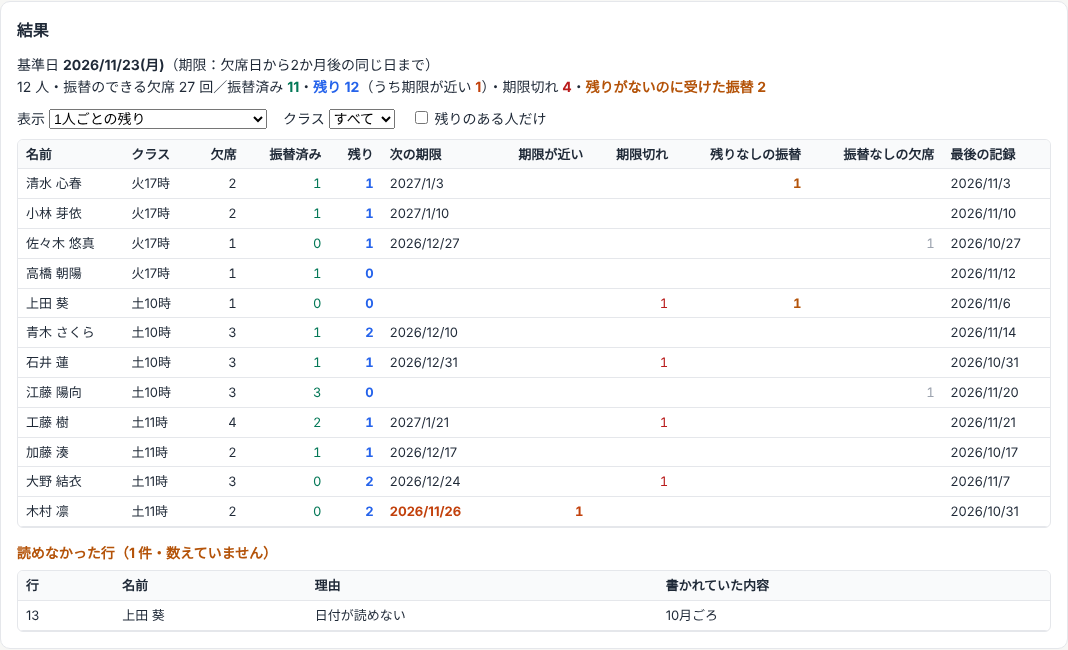 結果
基準日 2026/11/23(月)（期限：欠席日から2か月後の同じ日まで）
12 人・振替のできる欠席 27 回／振替済み 11・残り 12（うち期限が近い 1）・期限切れ 4・残りがないのに受けた振替 2
表示 1人ごとの残り クラス すべて 残りのある人だけ
名前 クラス 欠席 振替済み 残り 次の期限 期限が近い 期限切れ 残りなしの振替 振替なしの欠席 最後の記録
清水 心春 火17時 2 1 1 2027/1/3 1 2026/11/3
小林 芽依 火17時 2 1 1 2027/1/10 2026/11/10
佐々木 悠真 火17時 1 0 1 2026/12/27 1 2026/10/27
高橋 朝陽 火17時 1 1 0 2026/11/12
上田 葵 土10時 1 0 0 1 1 2026/11/6
青木 さくら 土10時 3 1 2 2026/12/10 2026/11/14
石井 蓮 土10時 3 1 1 2026/12/31 1 2026/10/31
江藤 陽向 土10時 3 3 0 1 2026/11/20
工藤 樹 土11時 4 2 1 2027/1/21 1 2026/11/21
加藤 湊 土11時 2 1 1 2026/12/17 2026/10/17
大野 結衣 土11時 3 0 2 2026/12/24 1 2026/11/7
木村 凛 土11時 2 0 2 2026/11/26 1 2026/10/31
読めなかった行（1 件・数えていません）
行 名前 理由 書かれていた内容
13 上田 葵 日付が読めない 10月ごろ